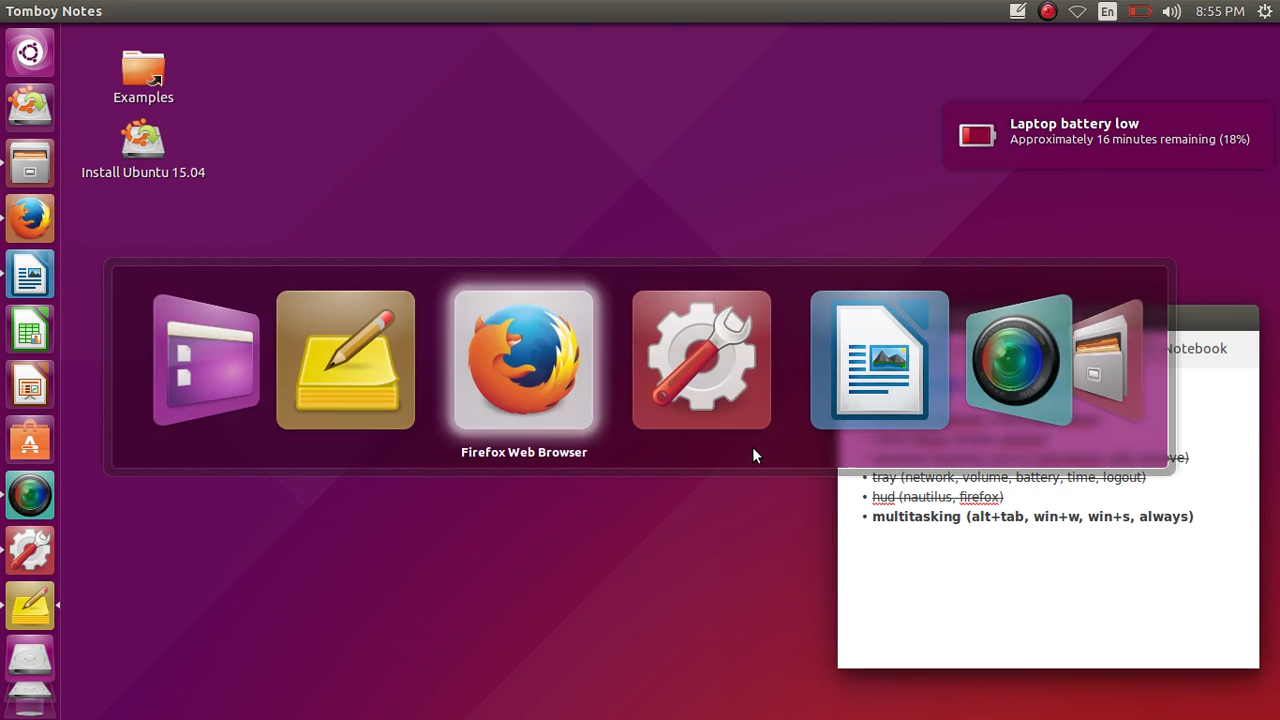 Tomboy Notes
En
8:55 PM
Examples
Install Ubuntu 15.04
Laptop battery low
Approximately 16 minutes remaining (18%)
Firefox Web Browser
Notebook
tray (network, volume, battery, time, logout)
hud (nautilus, firefox)
multitasking (alt+tab, win+w, win+s, always)